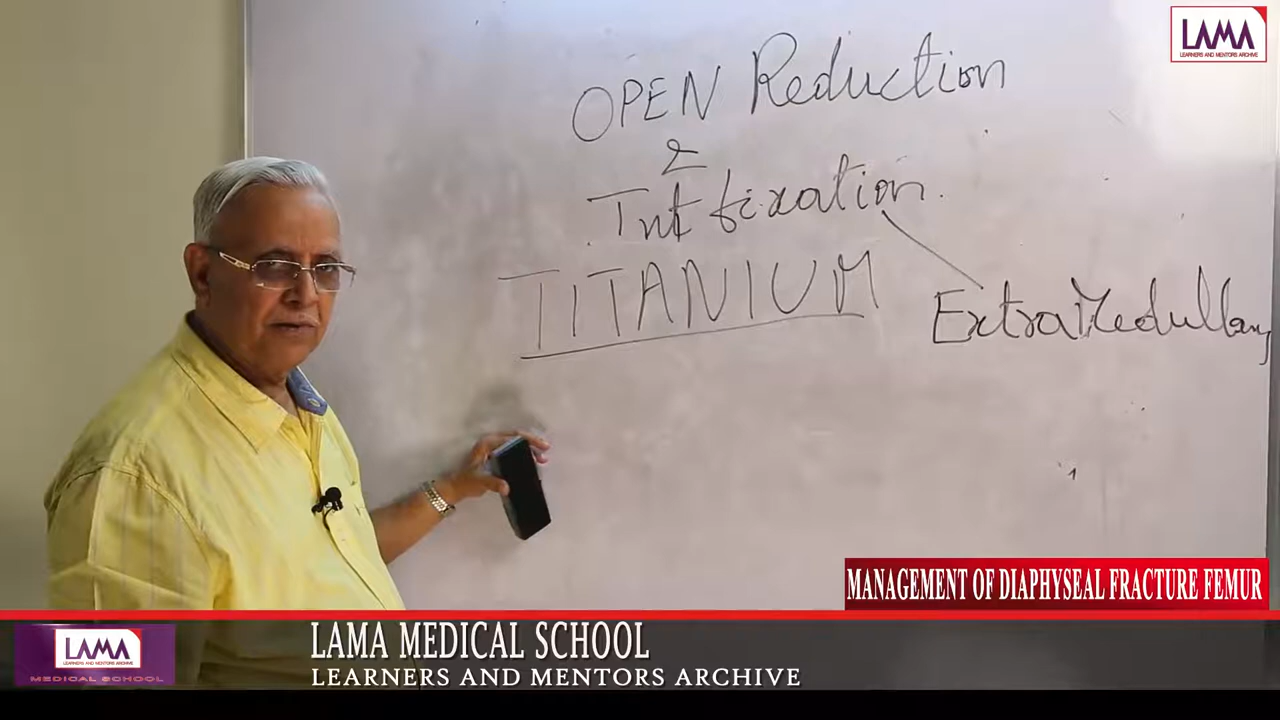 LAMA
LEARNERS AND MENTORS ARCHIVE
OPEN Reduction
&
Int fixation.
TITANIUM
ExtraMedullary
MANAGEMENT OF DIAPHYSEAL FRACTURE FEMUR
LAMA
LEARNERS AND MENTORS ARCHIVE
MEDICAL SCHOOL
LAMA MEDICAL SCHOOL
LEARNERS AND MENTORS ARCHIVE